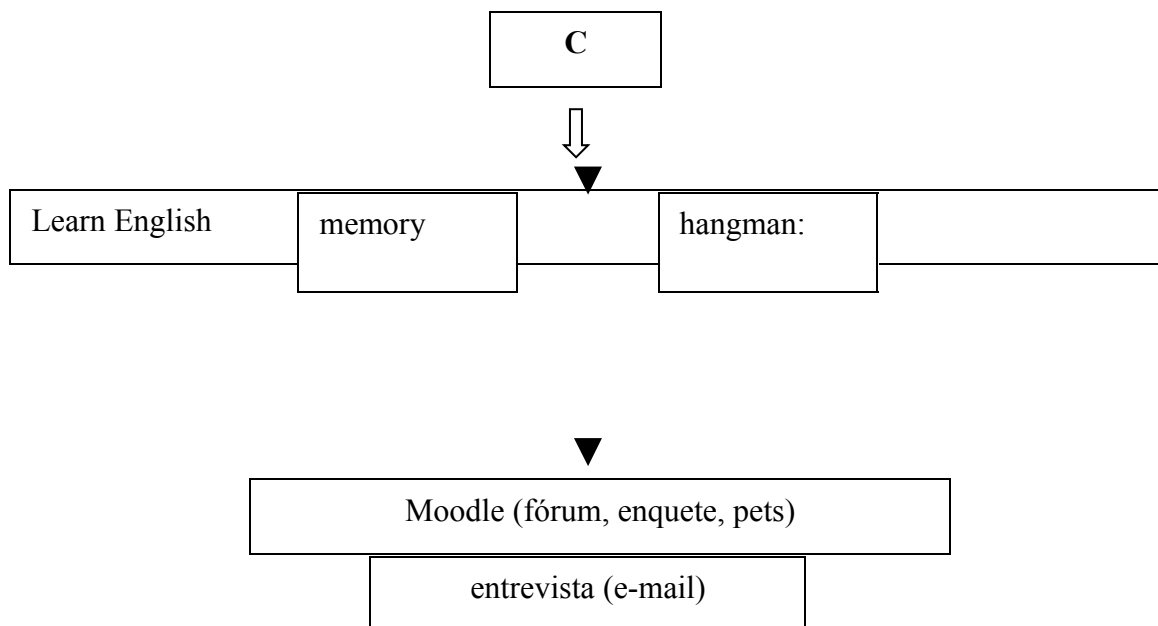 C
Learn English
memory
hangman:
Moodle (fórum, enquete, pets)
entrevista (e-mail)